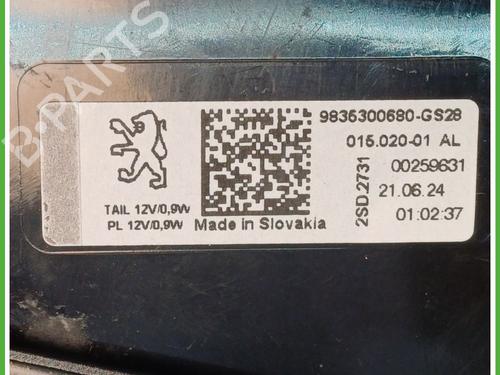 B-PARTS
9835300680-GS28
015.020-01 AL
2SD.2731
00259631
21.06.24
01:02:37
TAIL 12V/0,9W
PL 12V/0,9W
Made in Slovakia